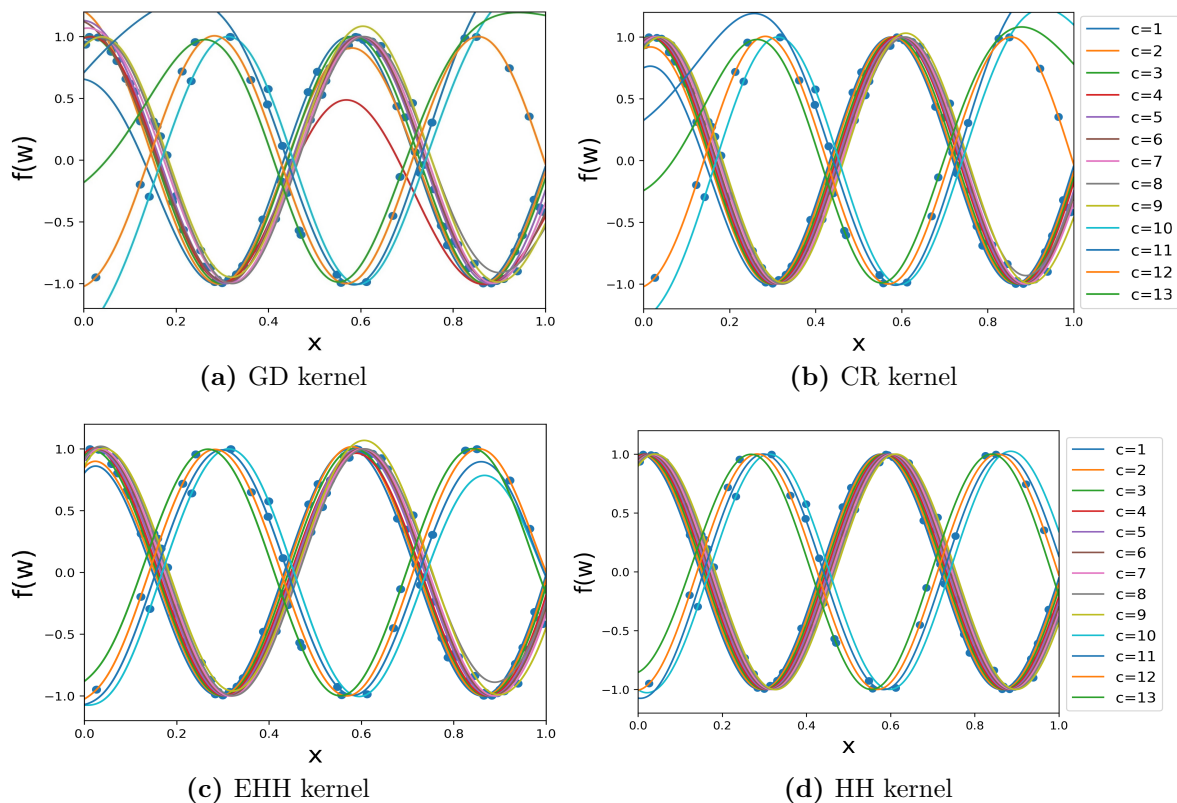 1.0
0.5
0.0
−0.5
−1.0
f(w)
0.0 0.2 0.4 0.6 0.8 1.0
x
(a) GD kernel
1.0
0.5
0.0
−0.5
−1.0
f(w)
0.0 0.2 0.4 0.6 0.8 1.0
x
(b) CR kernel
c=1
c=2
c=3
c=4
c=5
c=6
c=7
c=8
c=9
c=10
c=11
c=12
c=13
1.0
0.5
0.0
−0.5
−1.0
f(w)
0.0 0.2 0.4 0.6 0.8 1.0
x
(c) EHH kernel
1.0
0.5
0.0
−0.5
−1.0
f(w)
0.0 0.2 0.4 0.6 0.8 1.0
x
(d) HH kernel
c=1
c=2
c=3
c=4
c=5
c=6
c=7
c=8
c=9
c=10
c=11
c=12
c=13